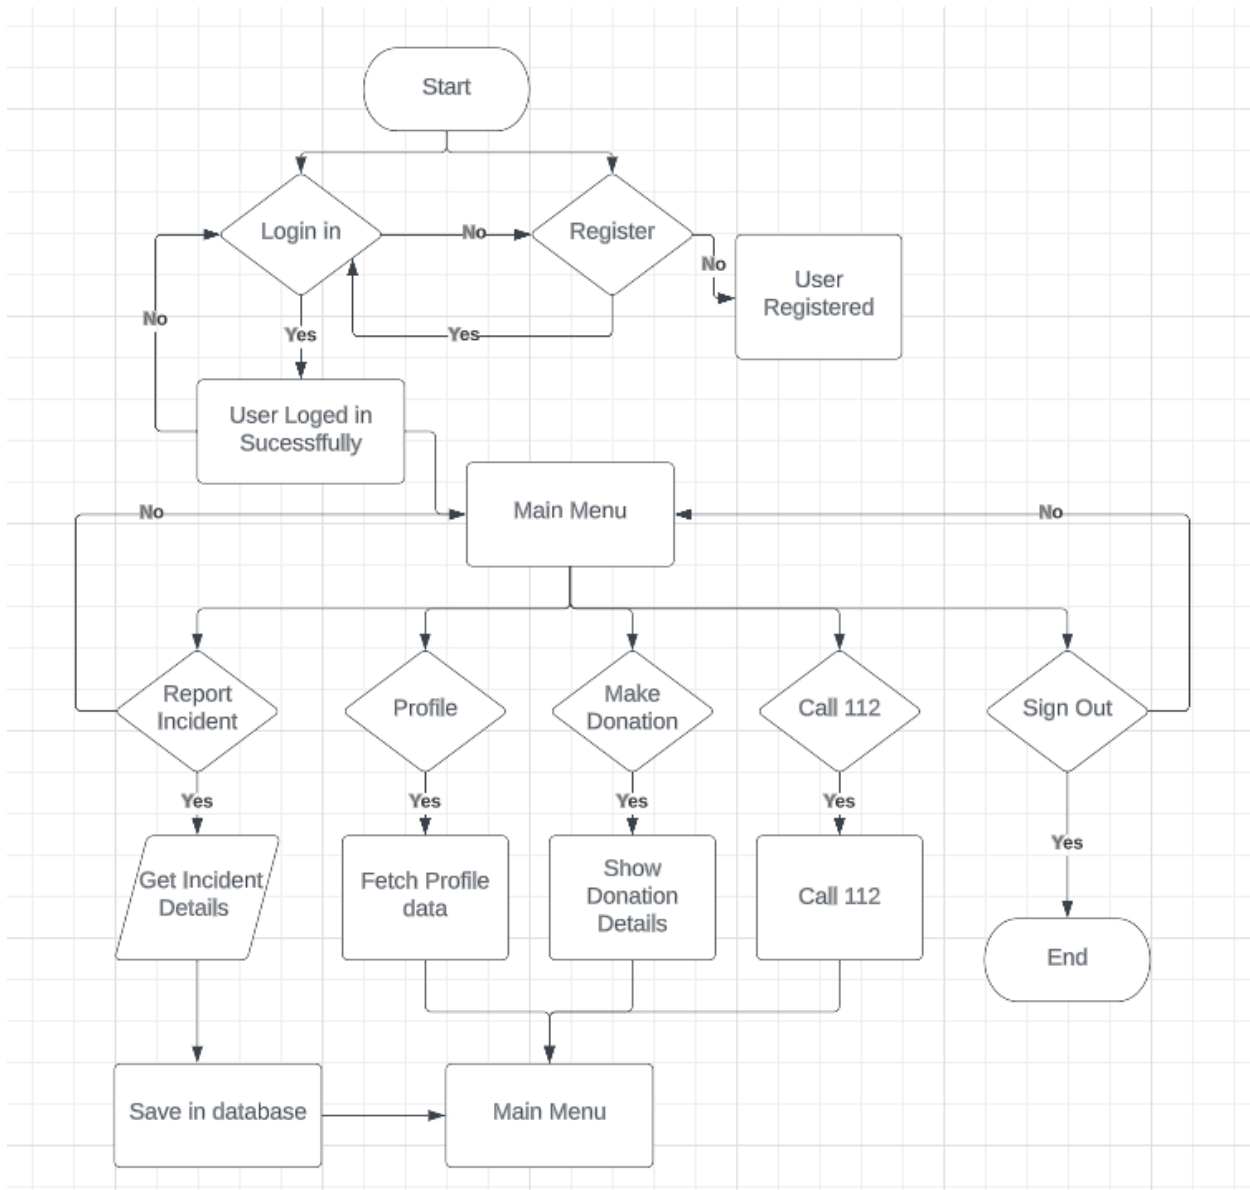 Start
Login in
No
Register
No
User
Registered
No
Yes
Yes
User Loged in
Sucessffully
Main Menu
No
No
Report
Incident
Profile
Make
Donation
Call 112
Sign Out
Yes
Yes
Yes
Yes
Yes
Get Incident
Details
Fetch Profile
data
Show
Donation
Details
Call 112
End
Save in database
Main Menu